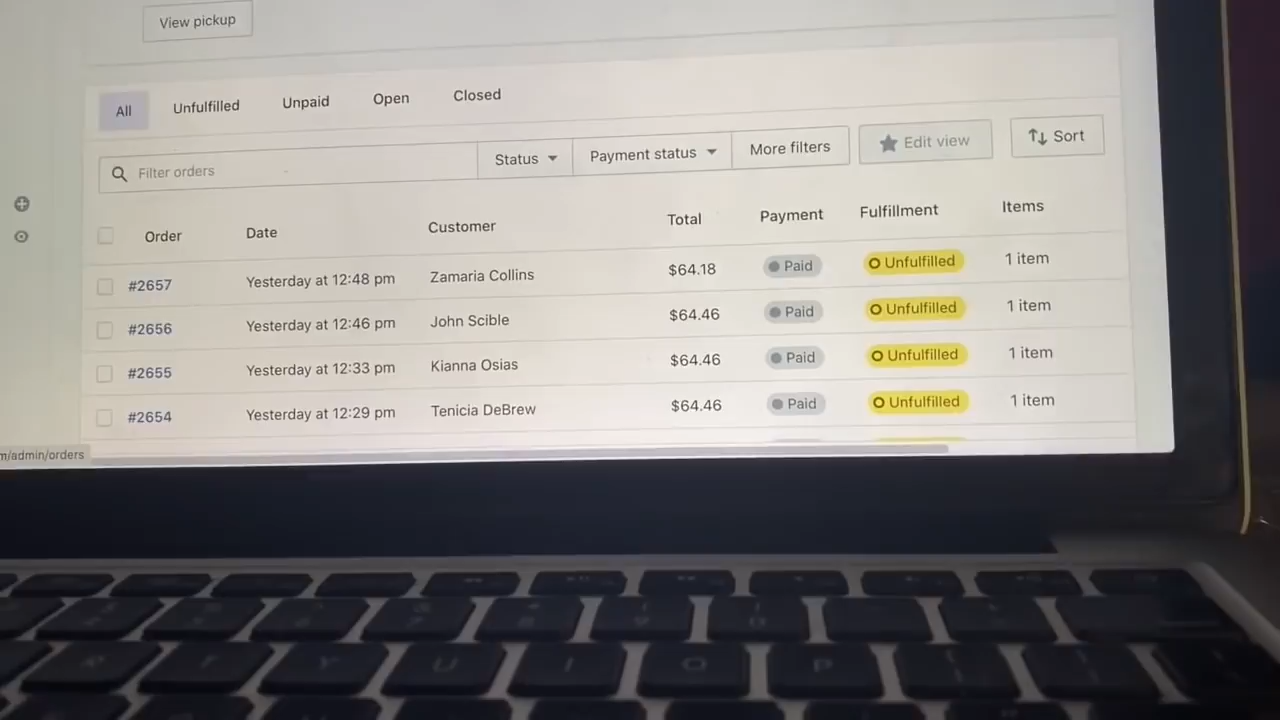 View pickup
All Unfulfilled Unpaid Open Closed
Filter orders Status Payment status More filters Edit view Sort
Order Date Customer Total Payment Fulfillment Items
#2657 Yesterday at 12:48 pm Zamaria Collins $64.18 Paid Unfulfilled 1 item
#2656 Yesterday at 12:46 pm John Scible $64.46 Paid Unfulfilled 1 item
#2655 Yesterday at 12:33 pm Kianna Osias $64.46 Paid Unfulfilled 1 item
#2654 Yesterday at 12:29 pm Tenicia DeBrew $64.46 Paid Unfulfilled 1 item
m/admin/orders
U I O P